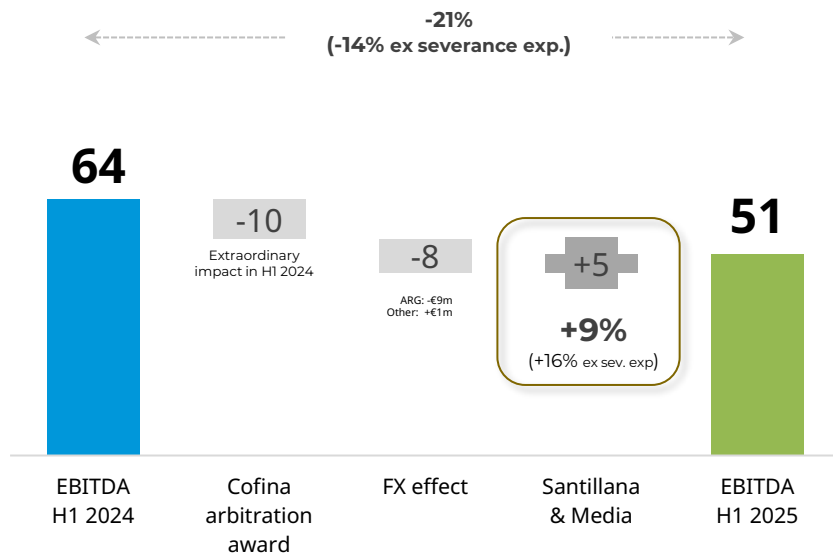 -21%
(-14% ex severance exp.)
64
-10
Extraordinary
impact in H1 2024
-8
ARG: -€9m
Other: +€1m
+5
+9%
(+16% ex sev. exp)
51
EBITDA
H1 2024
Cofina
arbitration
award
FX effect
Santillana
& Media
EBITDA
H1 2025